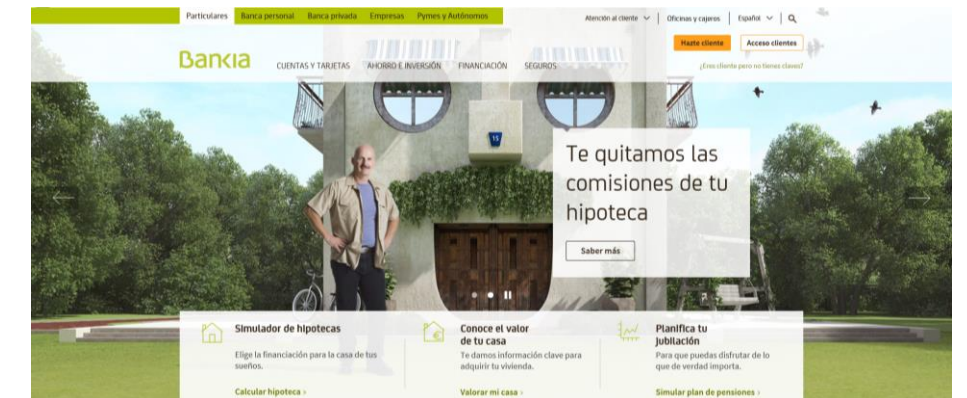 Particulares Banca personal Banca privada Empresas Pymes y Autónomos Atención al cliente Oficinas y cajeros Español
Hazte cliente Acceso clientes
Bankia CUENTAS Y TARJETAS AHORRO E INVERSIÓN FINANCIACIÓN SEGUROS
¿Eres cliente pero no tienes claves?
15
Te quitamos las
comisiones de tu
hipoteca
Saber más
Simulador de hipotecas
Elige la financiación para la casa de tus
sueños.
Calcular hipoteca >
Conoce el valor
de tu casa
Te damos información clave para
adquirir tu vivienda.
Valorar mi casa >
Planifica tu
jubilación
Para que puedas disfrutar de lo
que de verdad importa.
Simular plan de pensiones >